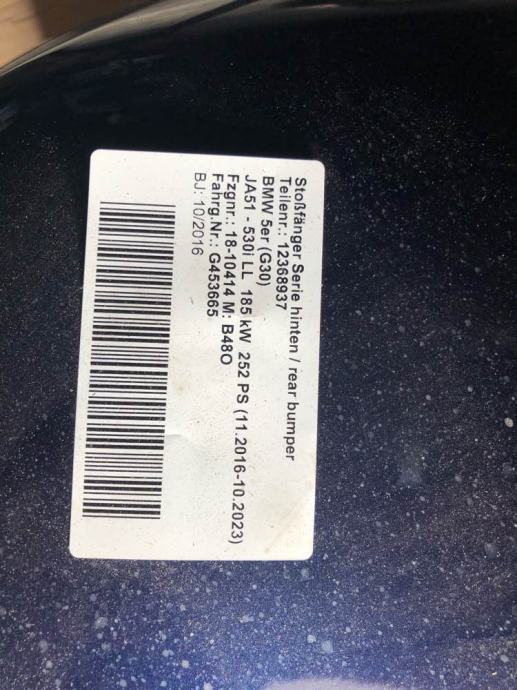 Stoßfänger Serie hinten / rear bumper
Teilenr.: 12368937
BMW 5er (G30)
JA51 - 530i LL 185 kW 252 PS (11.2016-10.2023)
Fzgnr.: 18-10414 M: B48O
Fahrg.Nr.: G453665
BJ: 10/2016